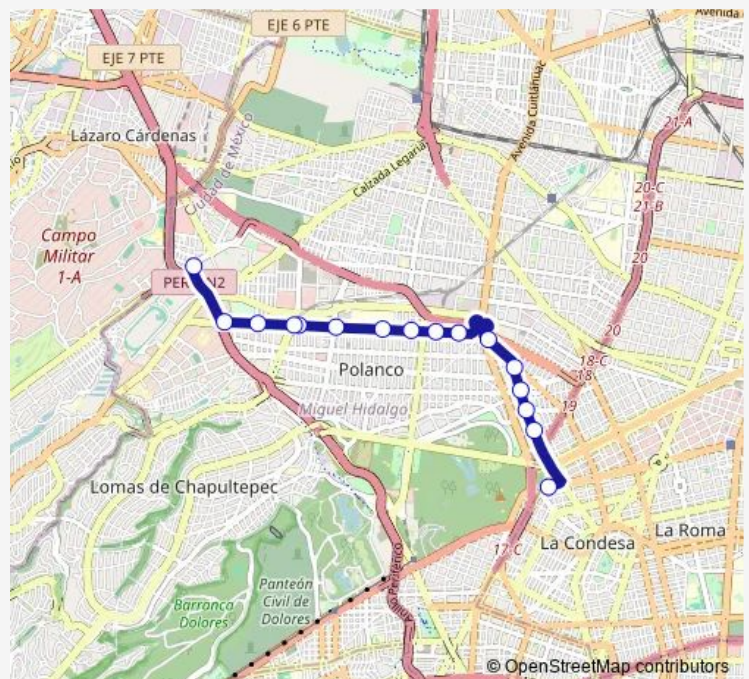 Avenida
EJE 6 PTE
EJE 7 PTE
Avenida Cuitláhuac
21-A
Lázaro Cárdenas
Calzada Legaria
Ciudad de México
20-C
21-B
Campo
Militar
1-A
20
PER
N2
20
18-C
18
Polanco
19
Miguel Hidalgo
Lomas de Chapultepec
La Roma
La Condesa
17-C
Anillo Periférico
Panteón
Civil de
Dolores
Barranca
Dolores
© OpenStreetMap contributors